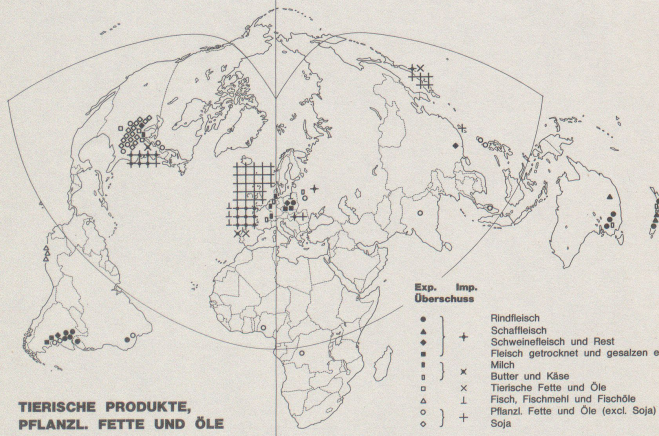 Exp. Imp.
Überschuss
Rindfleisch
Schaffleisch
Schweinefleisch und Rest
Fleisch getrocknet und gesalzen e
Milch
Butter und Käse
Tierische Fette und Öle
Fisch, Fischmehl und Fischöle
Pflanzl. Fette und Öle (excl. Soja)
Soja
TIERISCHE PRODUKTE,
PFLANZL. FETTE UND ÖLE